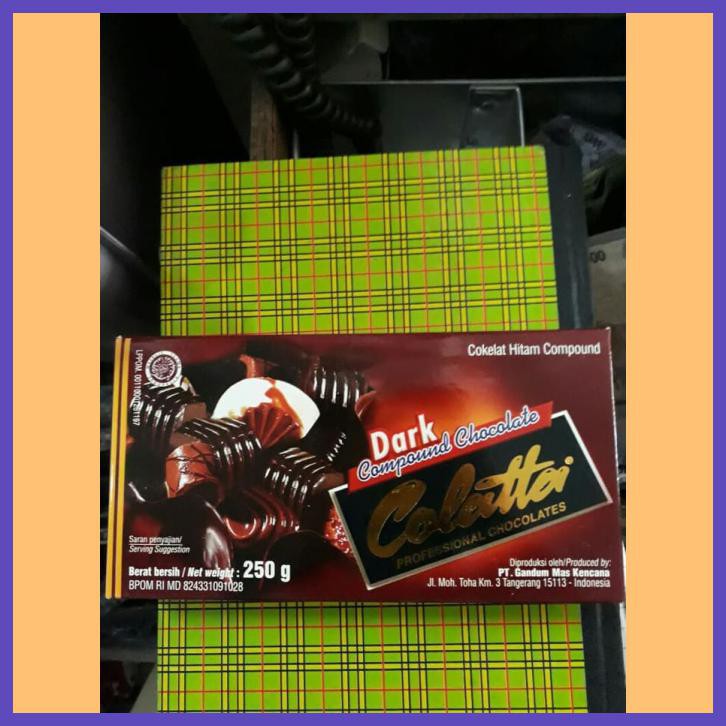 Cokelat Hitam Compound
Dark
Compound Chocolate
Colatta
PROFESSIONAL CHOCOLATES
Saran penyajian/
Serving Suggestion
Berat bersih / Net weight : 250 g
BPOM RI MD 824331091028
Diproduksi oleh/Produced by:
PT. Gandum Mas Kencana
Jl. Moh. Toha Km. 3 Tangerang 15113 - Indonesia
LPPOM